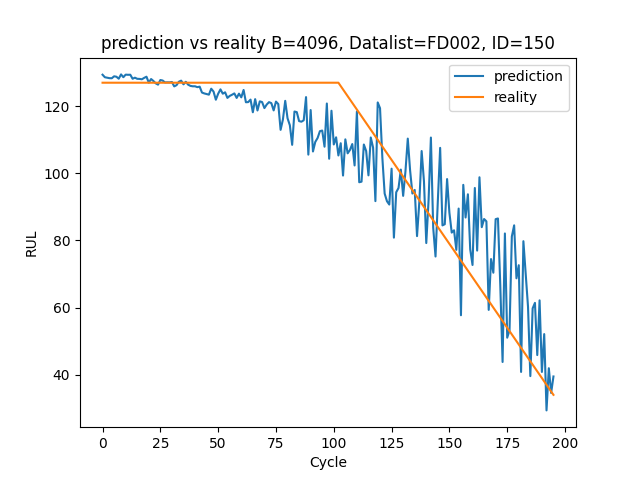 prediction vs reality B=4096, Datalist=FD002, ID=150
prediction
reality
RUL
120
100
80
60
40
0 25 50 75 100 125 150 175 200
Cycle